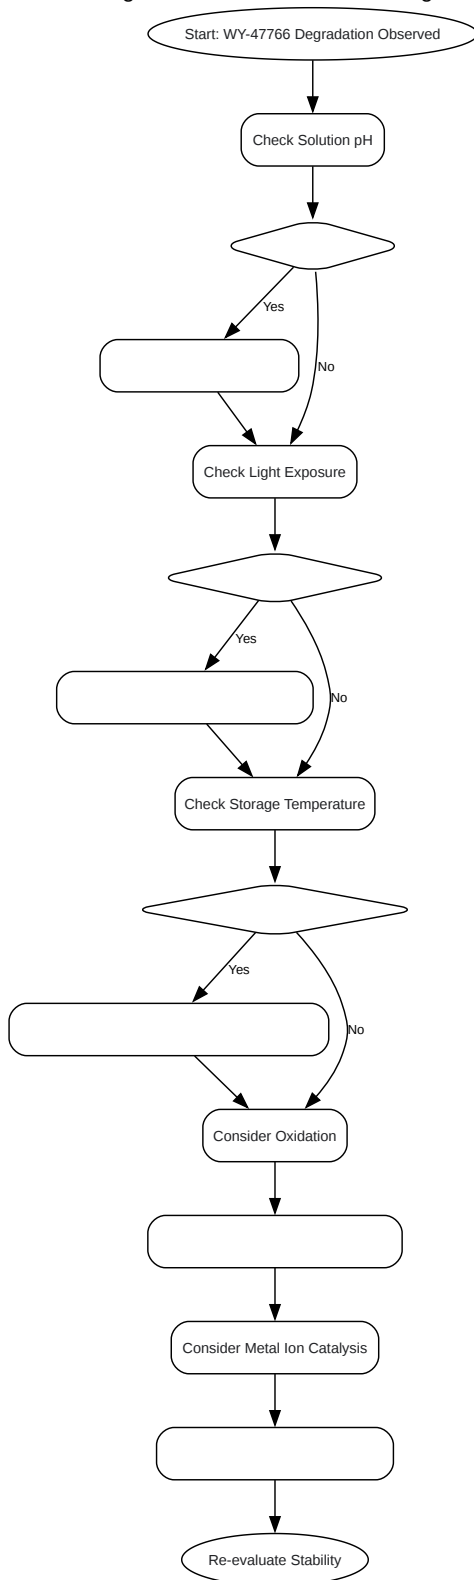 Start: WY-47766 Degradation Observed
Check Solution pH
Yes
No
Check Light Exposure
Yes
No
Check Storage Temperature
Yes
No
Consider Oxidation
Consider Metal Ion Catalysis
Re-evaluate Stability